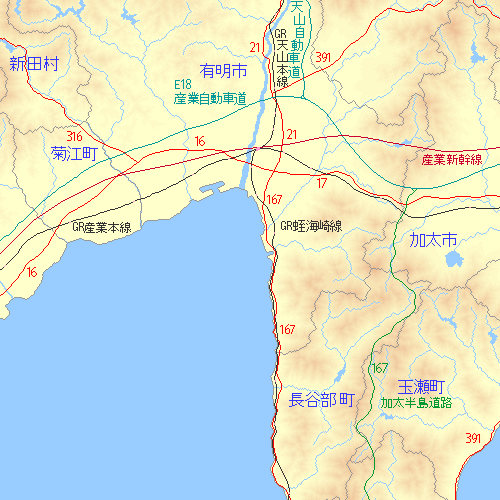 天山自動車道
GR天山本線
21
391
新田村
有明市
E18
産業自動車道
316
菊江町
16
21
産業新幹線
17
167
GR産業本線
GR蛭海崎線
加太市
16
167
167
長谷部町
玉瀬町
加太半島道路
391